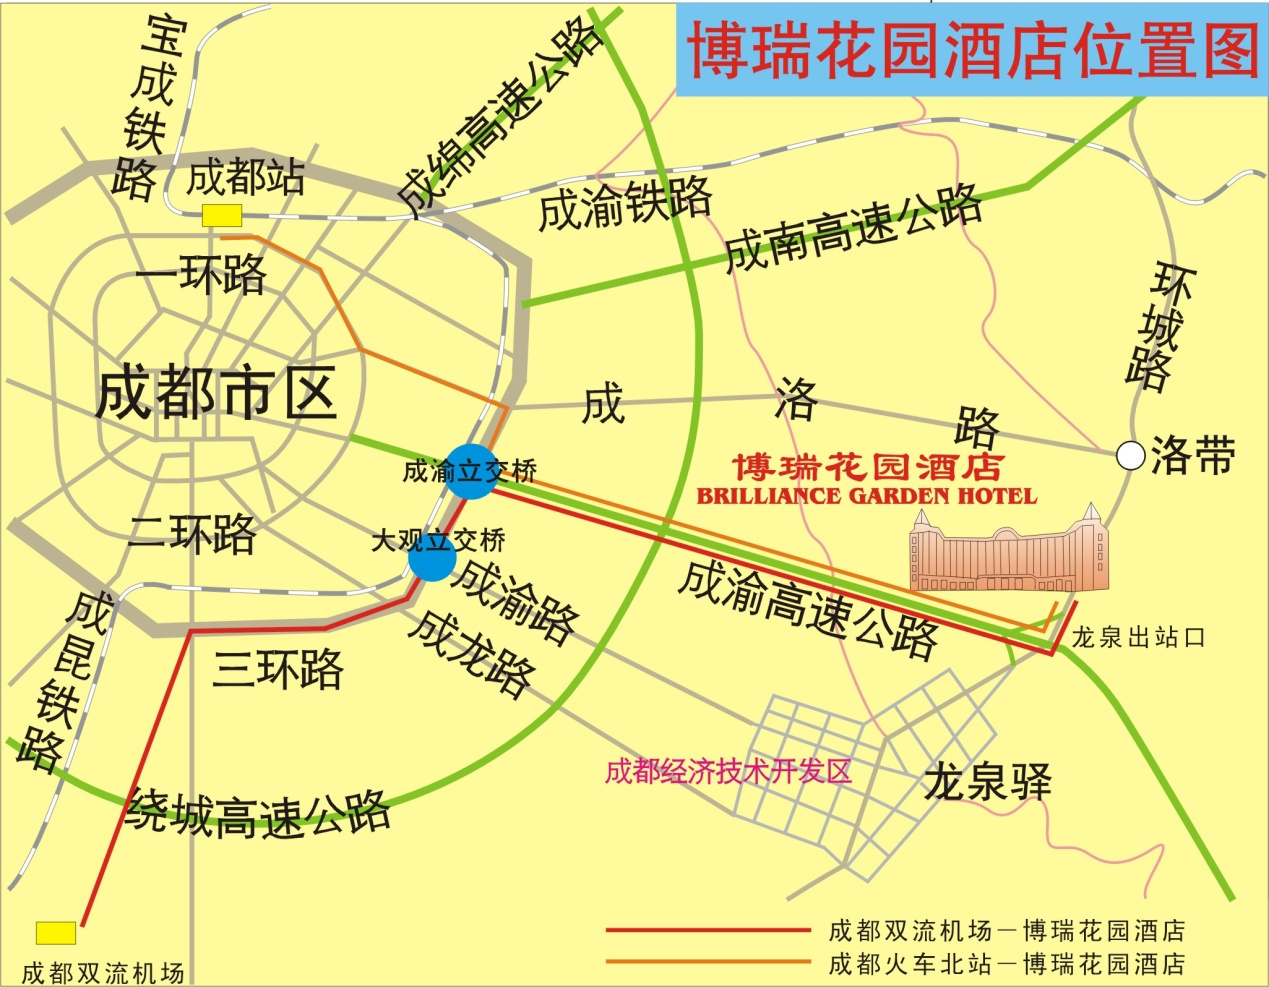 博瑞花园酒店位置图
宝成铁路
成绵高速公路
成都站
成渝铁路
成南高速公路
一环路
环城路
成都市区
成洛路
洛带
成渝立交桥
博瑞花园酒店
BRILLIANCE GARDEN HOTEL
二环路
大观立交桥
成渝路
成渝高速公路
成龙路
龙泉出站口
成昆铁路
三环路
成都经济技术开发区
龙泉驿
绕城高速公路
成都双流机场—博瑞花园酒店
成都火车北站—博瑞花园酒店
成都双流机场